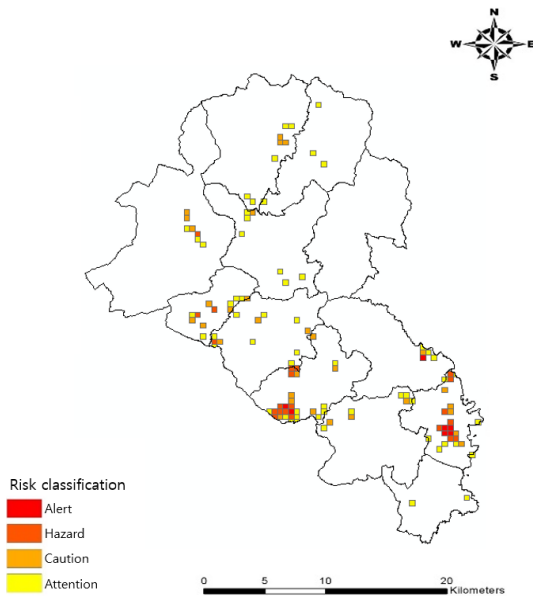 N
W E
S
Risk classification
Alert
Hazard
Caution
Attention
0 5 10 20
Kilometers